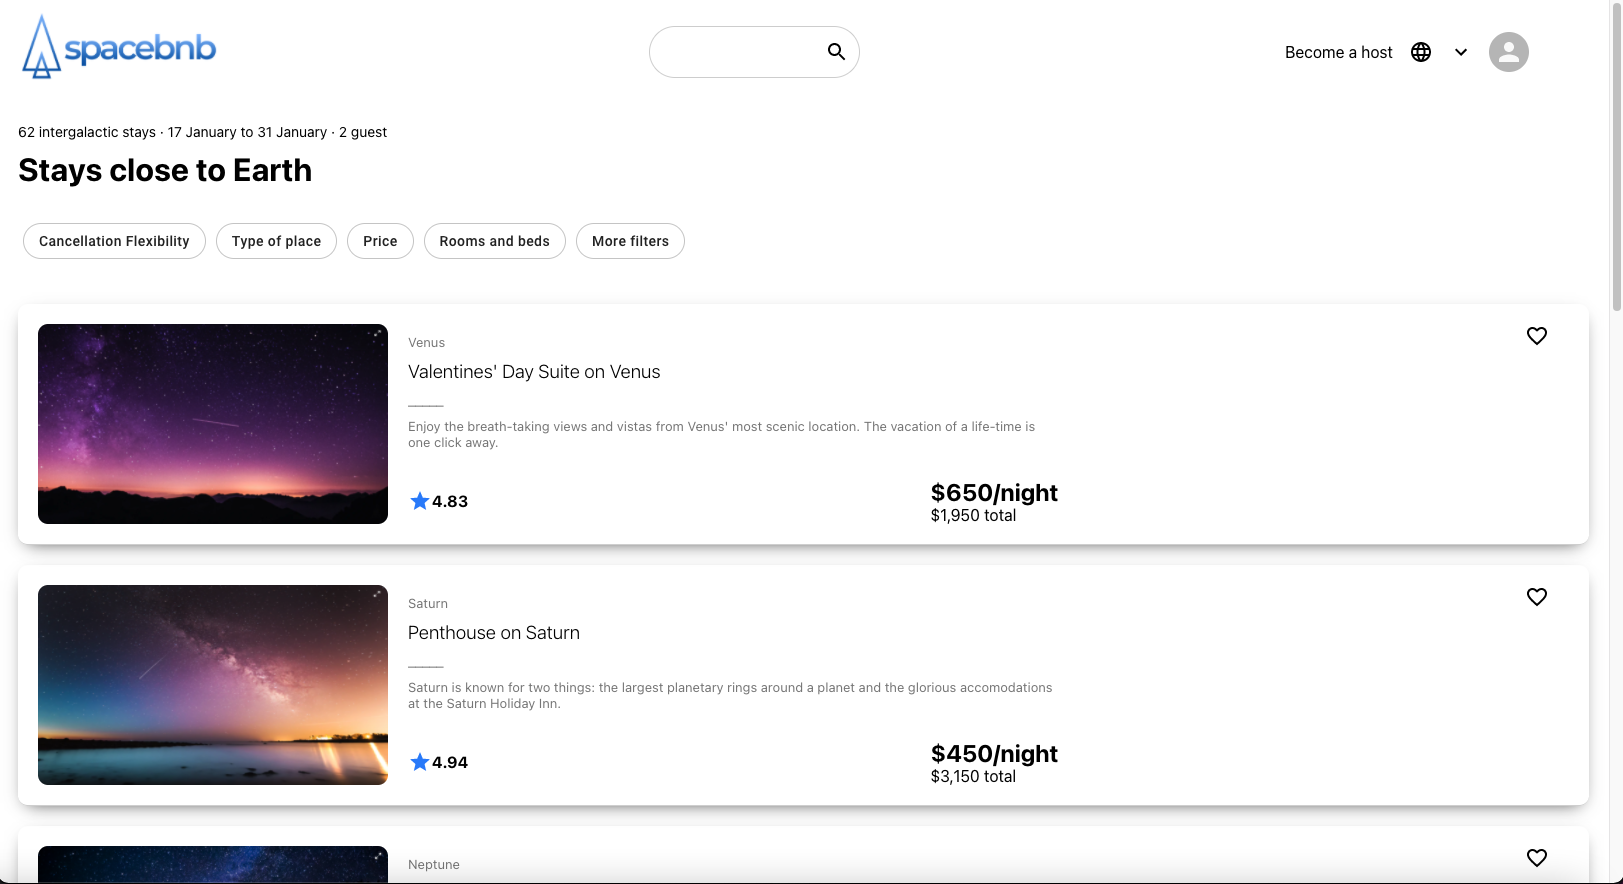 spacebnb
Become a host
62 intergalactic stays · 17 January to 31 January · 2 guest
Stays close to Earth
Cancellation Flexibility
Type of place
Price
Rooms and beds
More filters
Venus
Valentines' Day Suite on Venus
Enjoy the breath-taking views and vistas from Venus' most scenic location. The vacation of a life-time is
one click away.
4.83
$650/night
$1,950 total
Saturn
Penthouse on Saturn
Saturn is known for two things: the largest planetary rings around a planet and the glorious accomodations
at the Saturn Holiday Inn.
4.94
$450/night
$3,150 total
Neptune